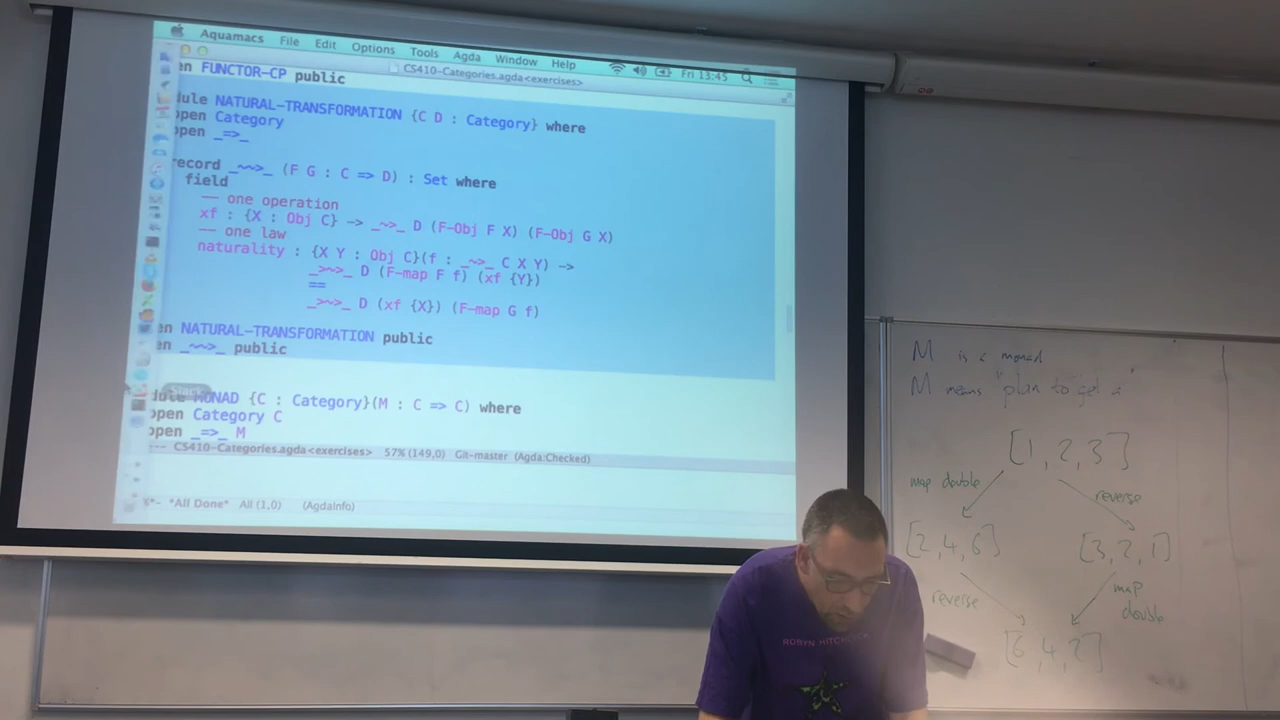 Aquamacs File Edit Options Tools Agda Window Help Fri 13:45
CS410-Categories.agda<exercises>
en FUNCTOR-CP public
dule NATURAL-TRANSFORMATION {C D : Category} where
open Category
open _=>_
record _~~>_ (F G : C => D) : Set where
field
-- one operation
xf : {X : Obj C} -> _~>_ D (F-Obj F X) (F-Obj G X)
-- one law
naturality : {X Y : Obj C}(f : _~>_ C X Y) ->
_>~>_ D (F-map F f) (xf {Y})
==
_>~>_ D (xf {X}) (F-map G f)
en NATURAL-TRANSFORMATION public
en _~~>_ public
dule MONAD {C : Category}(M : C => C) where
open Category C
open _=>_ M
--- CS410-Categories.agda<exercises> 57% (149,0) Git-master (Agda:Checked)
*All Done* All (1,0) (AgdaInfo)
M is a monad
M means "plan to get a"
[1,2,3]
map double
reverse
[2,4,6]
[3,2,1]
reverse
map double
[6,4,2]
ROBYN HITCHCOCK